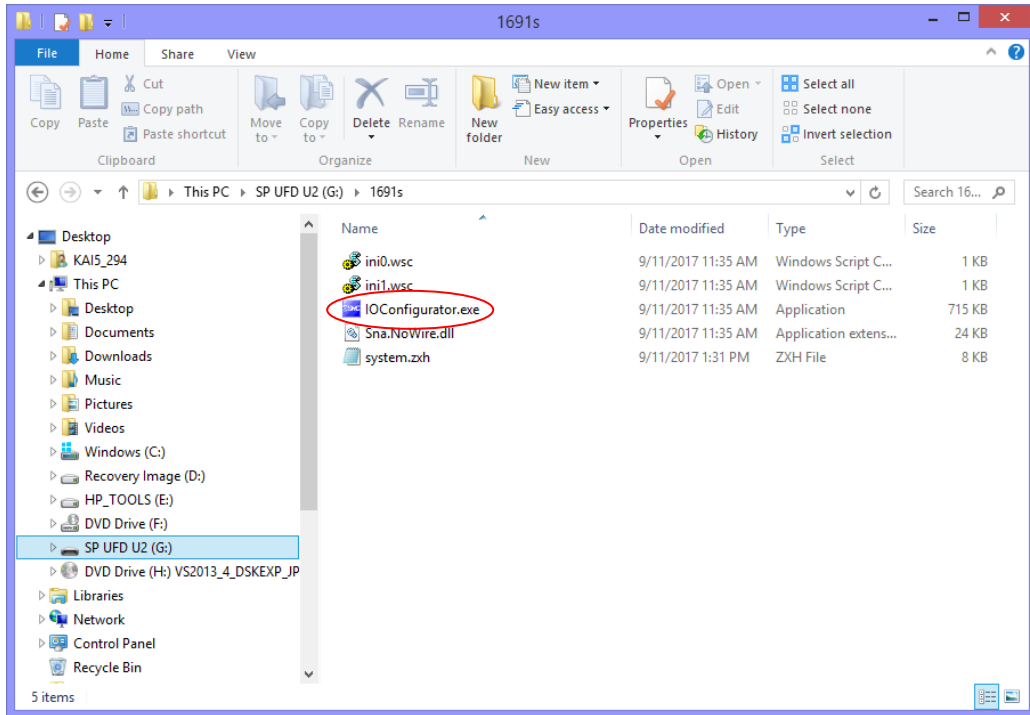 1691s
File Home Share View
Copy
Paste
Cut
Copy path
Paste shortcut
Clipboard
Move to
Copy to
Delete
Rename
Organize
New folder
New item
Easy access
New
Properties
Open
Edit
History
Open
Select all
Select none
Invert selection
Select
This PC SP UFD U2 (G:) 1691s
Search 16...
Desktop
KAI5_294
This PC
Desktop
Documents
Downloads
Music
Pictures
Videos
Windows (C:)
Recovery Image (D:)
HP_TOOLS (E:)
DVD Drive (F:)
SP UFD U2 (G:)
DVD Drive (H:) VS2013_4_DSKEXP_JP
Libraries
Network
Control Panel
Recycle Bin
Name Date modified Type Size
ini0.wsc 9/11/2017 11:35 AM Windows Script C... 1 KB
ini1.wsc 9/11/2017 11:35 AM Windows Script C... 1 KB
IOConfigurator.exe 9/11/2017 11:35 AM Application 715 KB
Sna.NoWire.dll 9/11/2017 11:35 AM Application extens... 24 KB
system.zxh 9/11/2017 1:31 PM ZXH File 8 KB
5 items